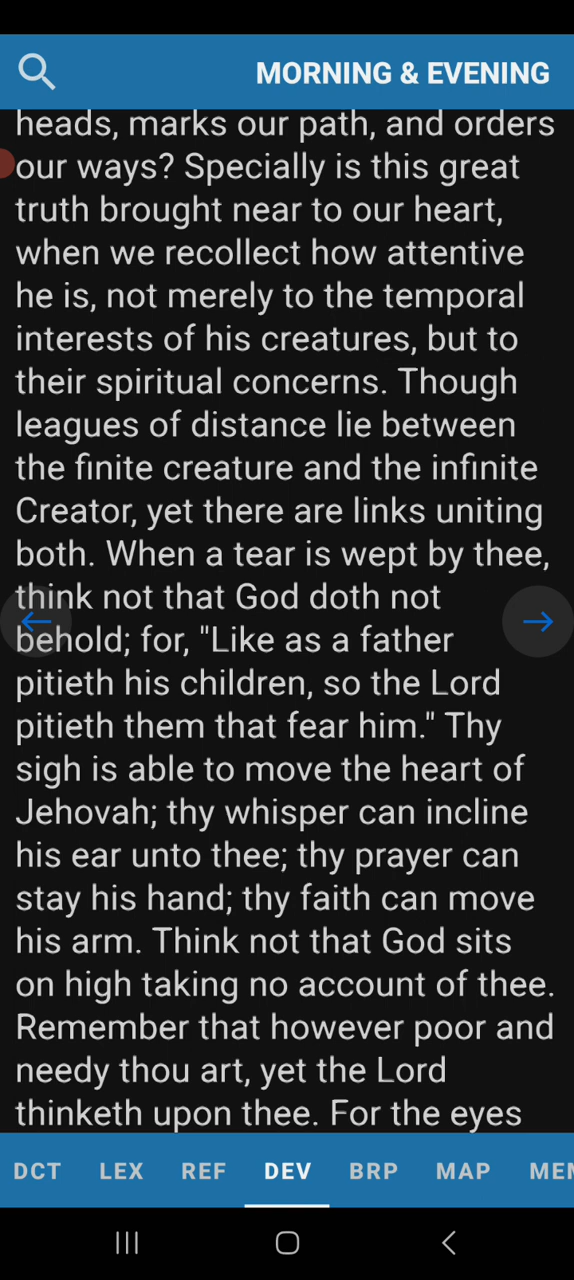 MORNING & EVENING
heads, marks our path, and orders
our ways? Specially is this great
truth brought near to our heart,
when we recollect how attentive
he is, not merely to the temporal
interests of his creatures, but to
their spiritual concerns. Though
leagues of distance lie between
the finite creature and the infinite
Creator, yet there are links uniting
both. When a tear is wept by thee,
think not that God doth not
behold; for, "Like as a father
pitieth his children, so the Lord
pitieth them that fear him." Thy
sigh is able to move the heart of
Jehovah; thy whisper can incline
his ear unto thee; thy prayer can
stay his hand; thy faith can move
his arm. Think not that God sits
on high taking no account of thee.
Remember that however poor and
needy thou art, yet the Lord
thinketh upon thee. For the eyes
DCT LEX REF DEV BRP MAP MEM